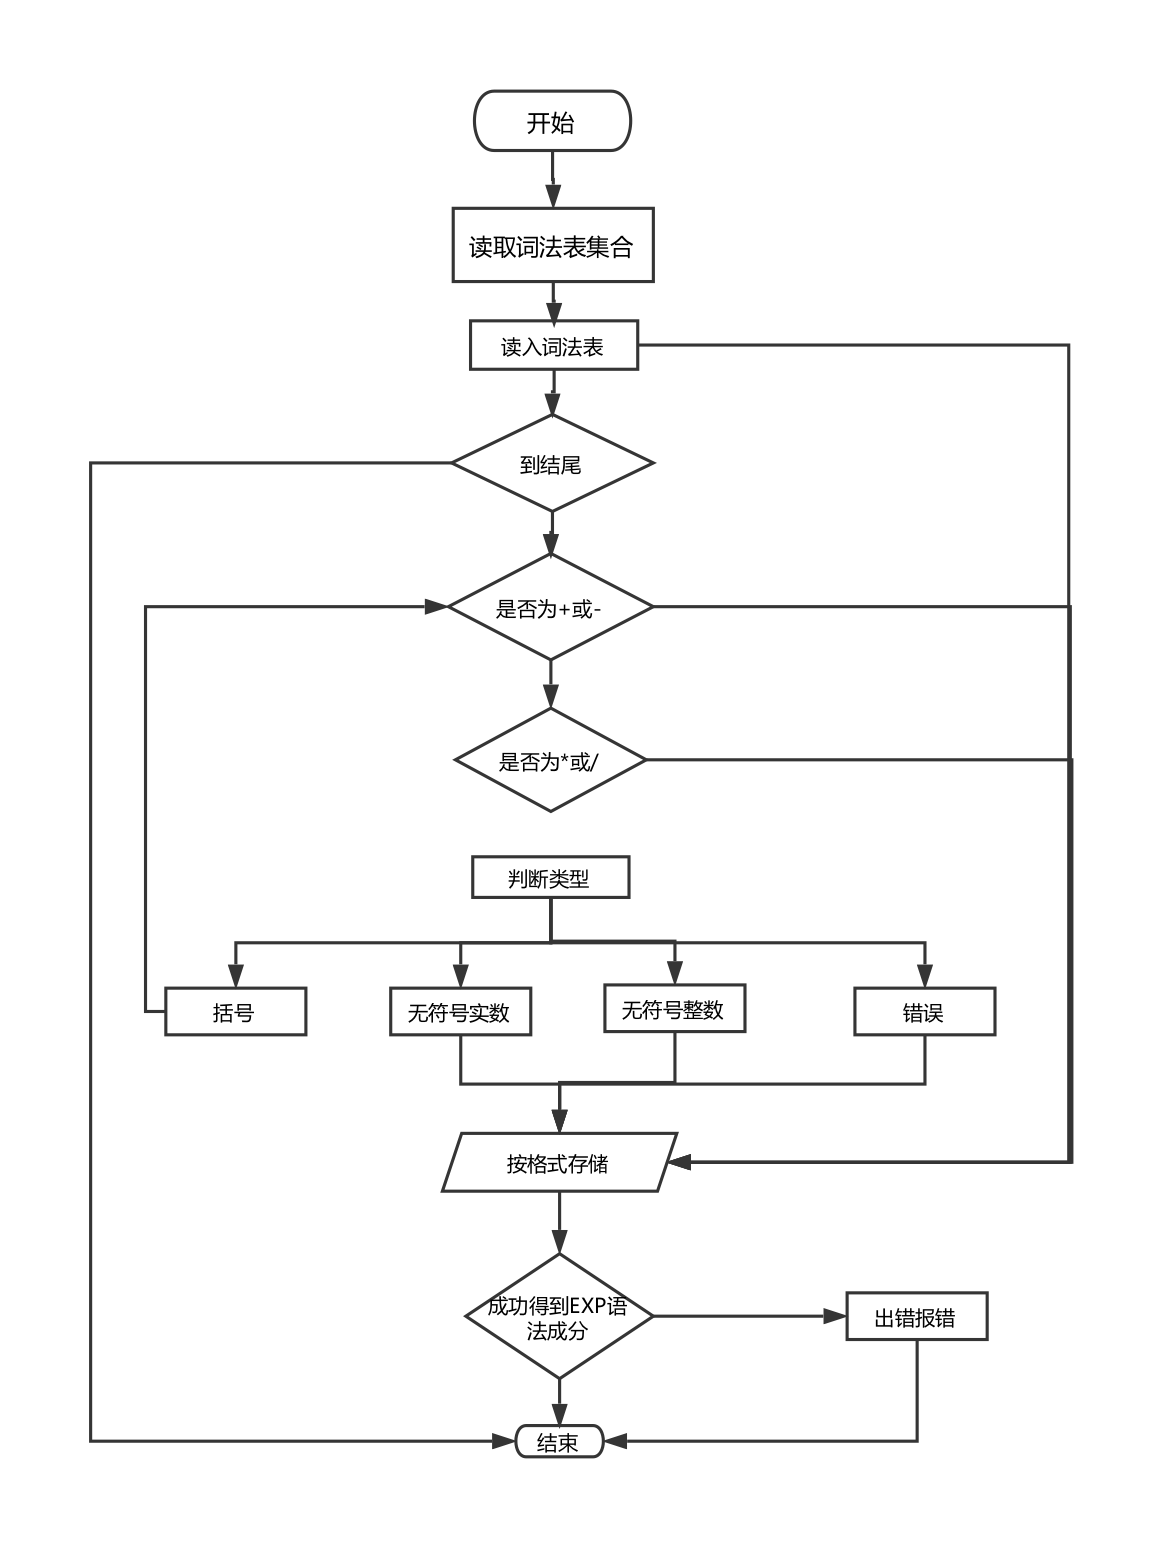 开始
读取词法表集合
读入词法表
到结尾
是否为+或-
是否为*或/
判断类型
括号
无符号实数
无符号整数
错误
按格式存储
成功得到EXP语
法成分
出错报错
结束